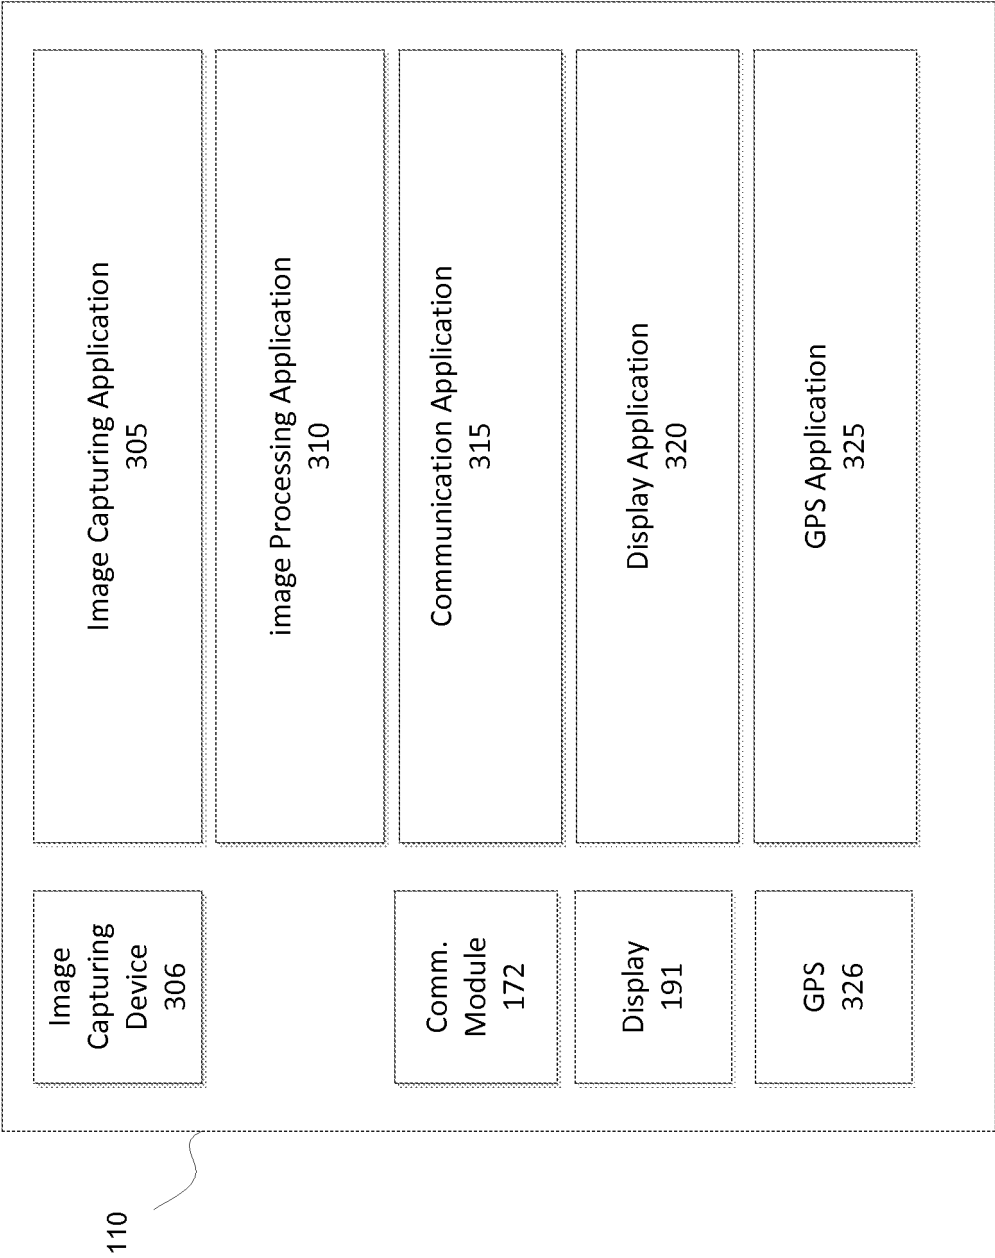 110
Image
Capturing
Device
306
Image Capturing Application
305
image Processing Application
310
Comm.
Module
172
Communication Application
315
Display
191
Display Application
320
GPS
326
GPS Application
325